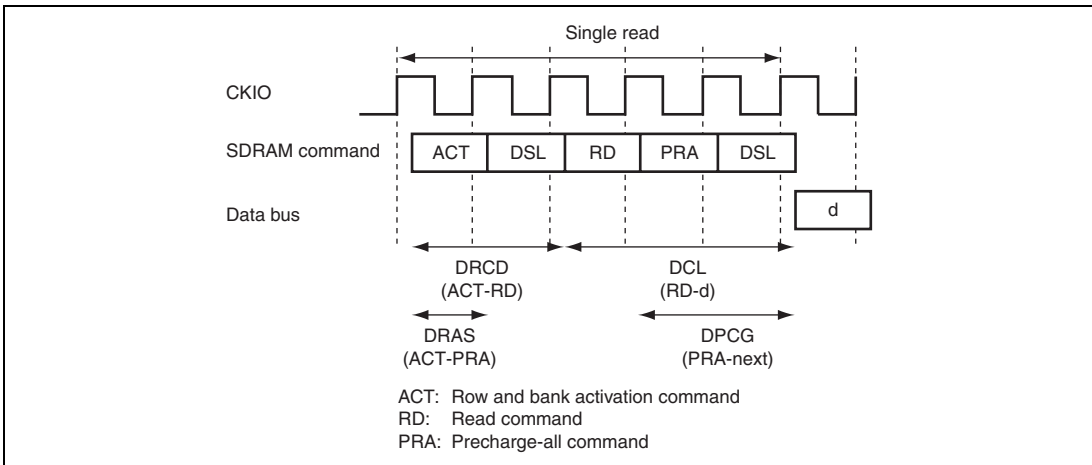 Single read
CKIO
SDRAM command ACT DSL RD PRA DSL
Data bus d
DRCD DCL
(ACT-RD) (RD-d)
DRAS DPCG
(ACT-PRA) (PRA-next)
ACT: Row and bank activation command
RD: Read command
PRA: Precharge-all command